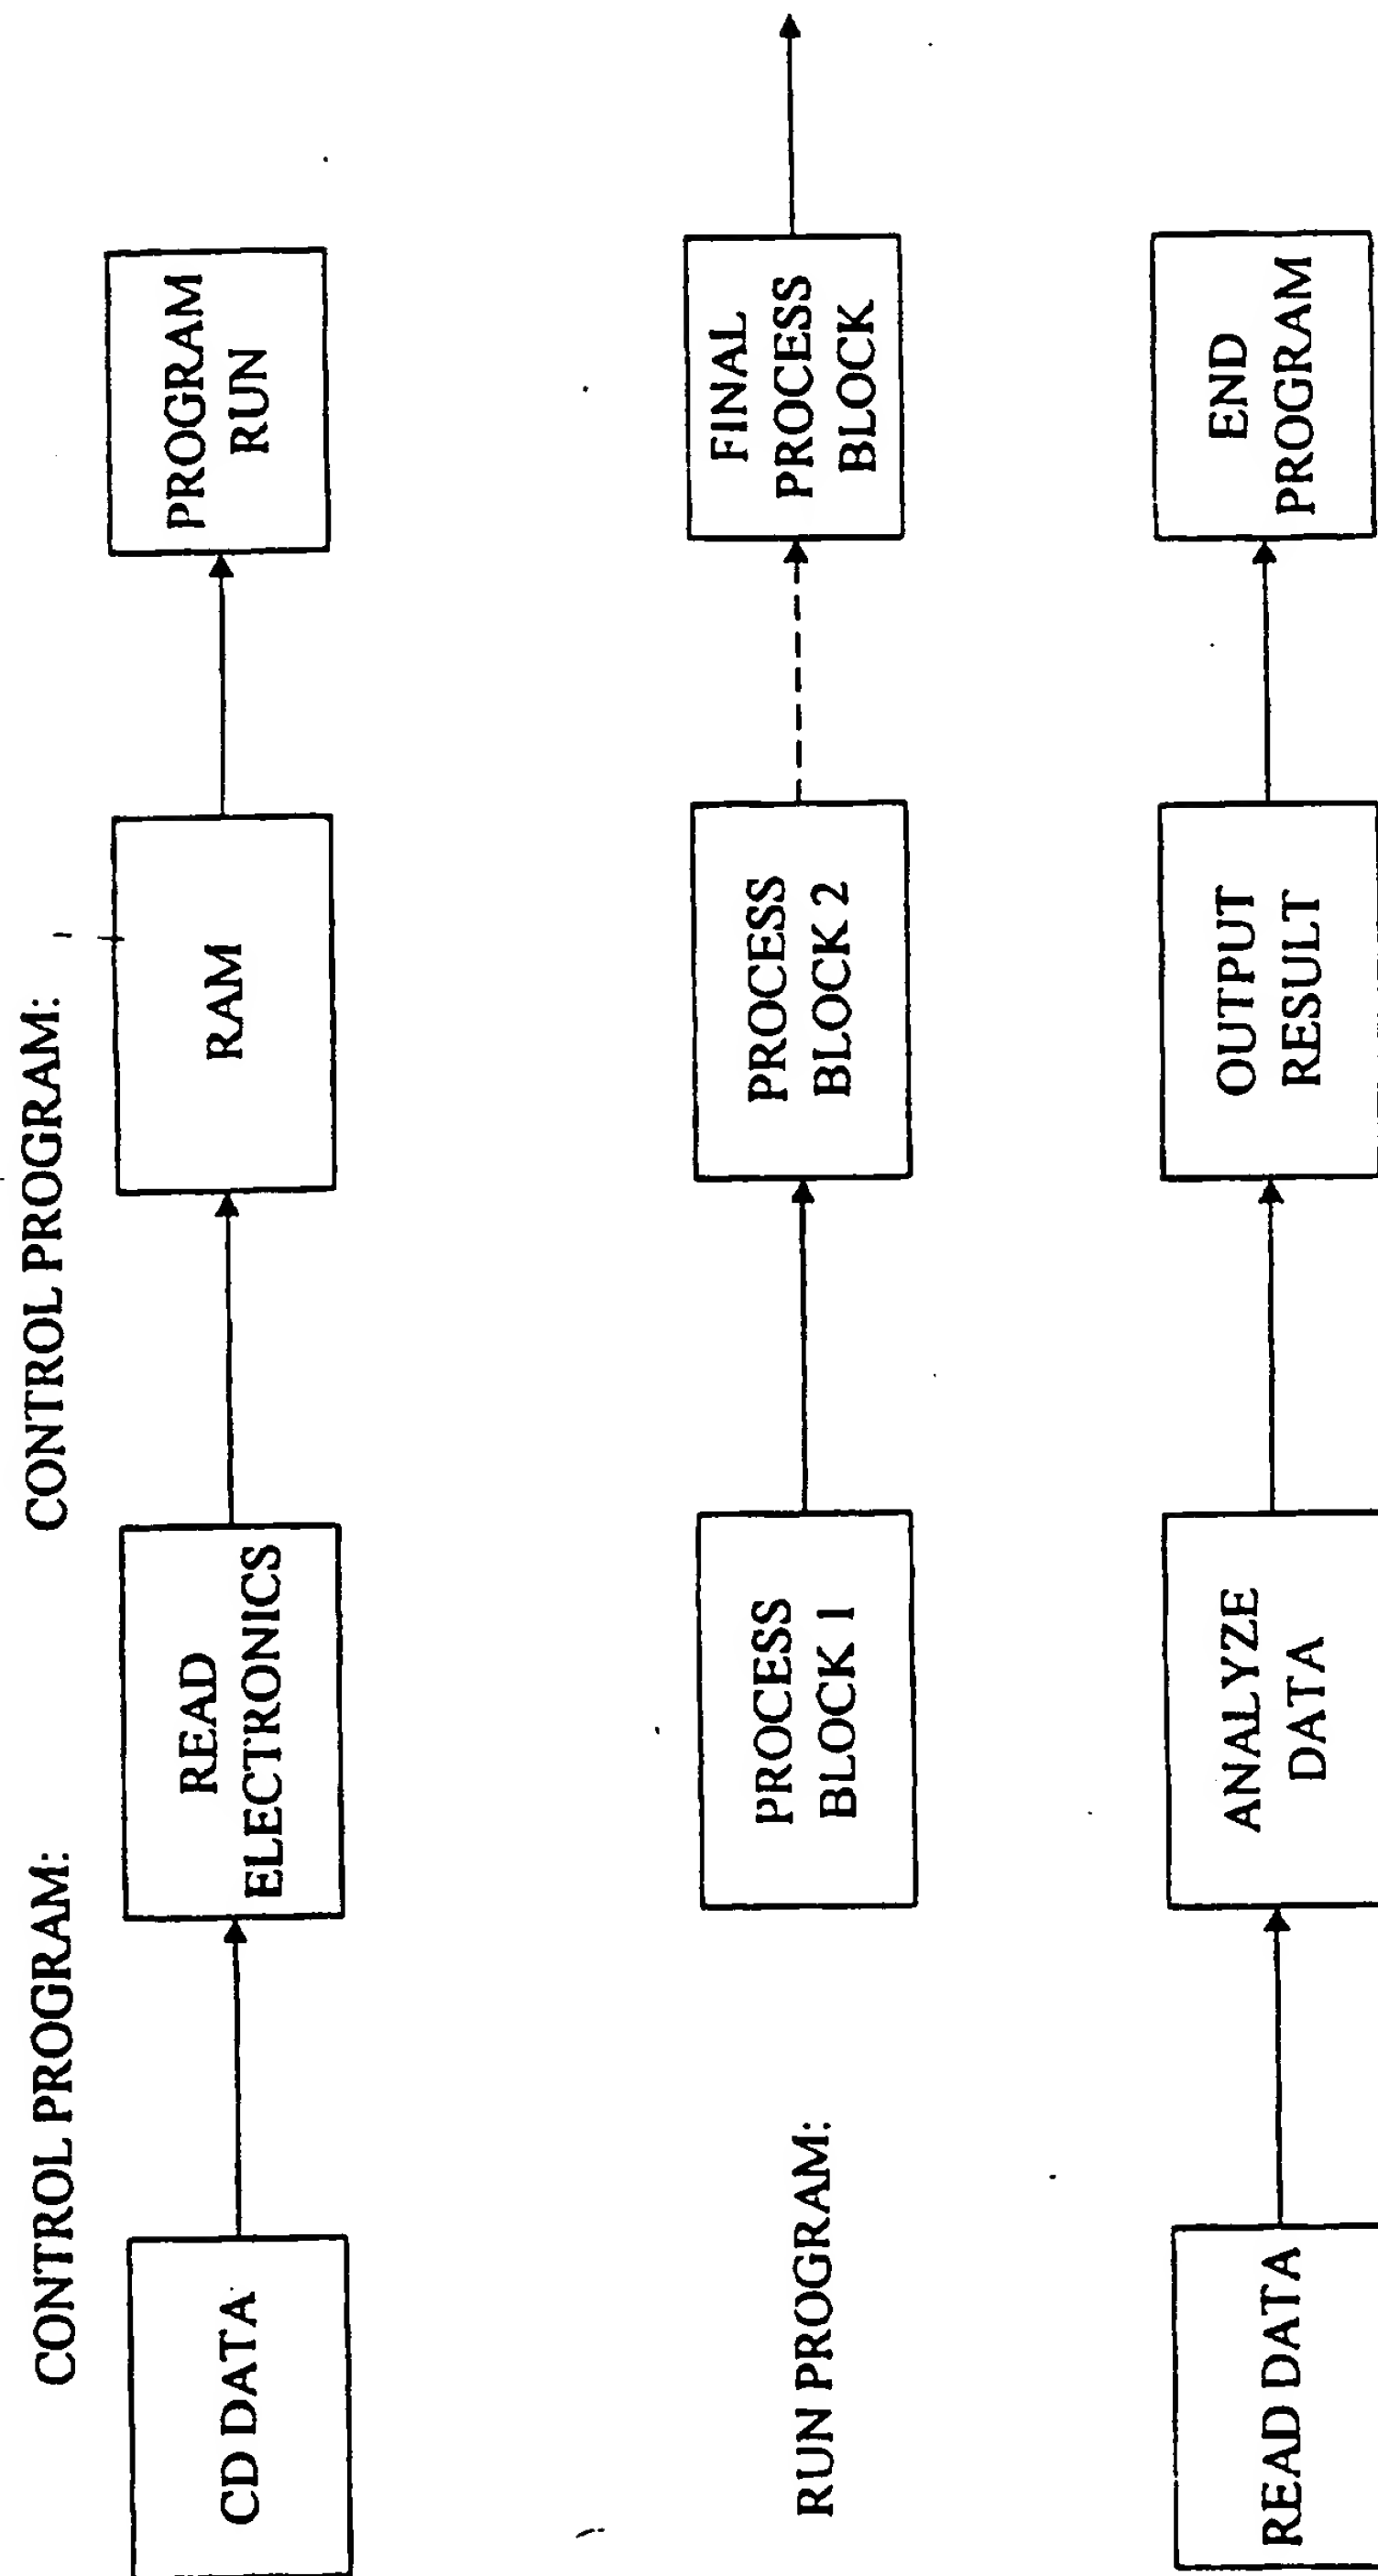 CONTROL PROGRAM:
CONTROL PROGRAM:
CD DATA
READ
ELECTRONICS
RAM
PROGRAM
RUN
RUN PROGRAM:
PROCESS
BLOCK 1
PROCESS
BLOCK 2
FINAL
PROCESS
BLOCK
READ DATA
ANALYZE
DATA
OUTPUT
RESULT
END
PROGRAM